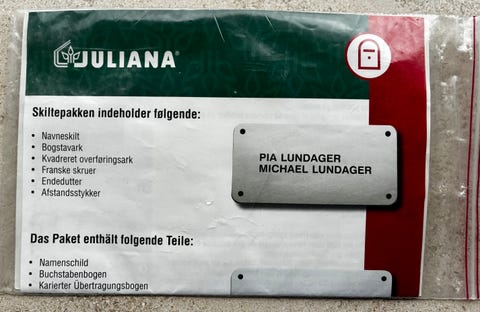 JULIANA®
Skiltepakken indeholder følgende:
• Navneskilt
• Bogstavark
• Kvadreret overføringsark
• Franske skruer
• Endedutter
• Afstandsstykker
PIA LUNDAGER
MICHAEL LUNDAGER
Das Paket enthält folgende Teile:
• Namenschild
• Buchstabenbogen
• Karierter Übertragungsbogen